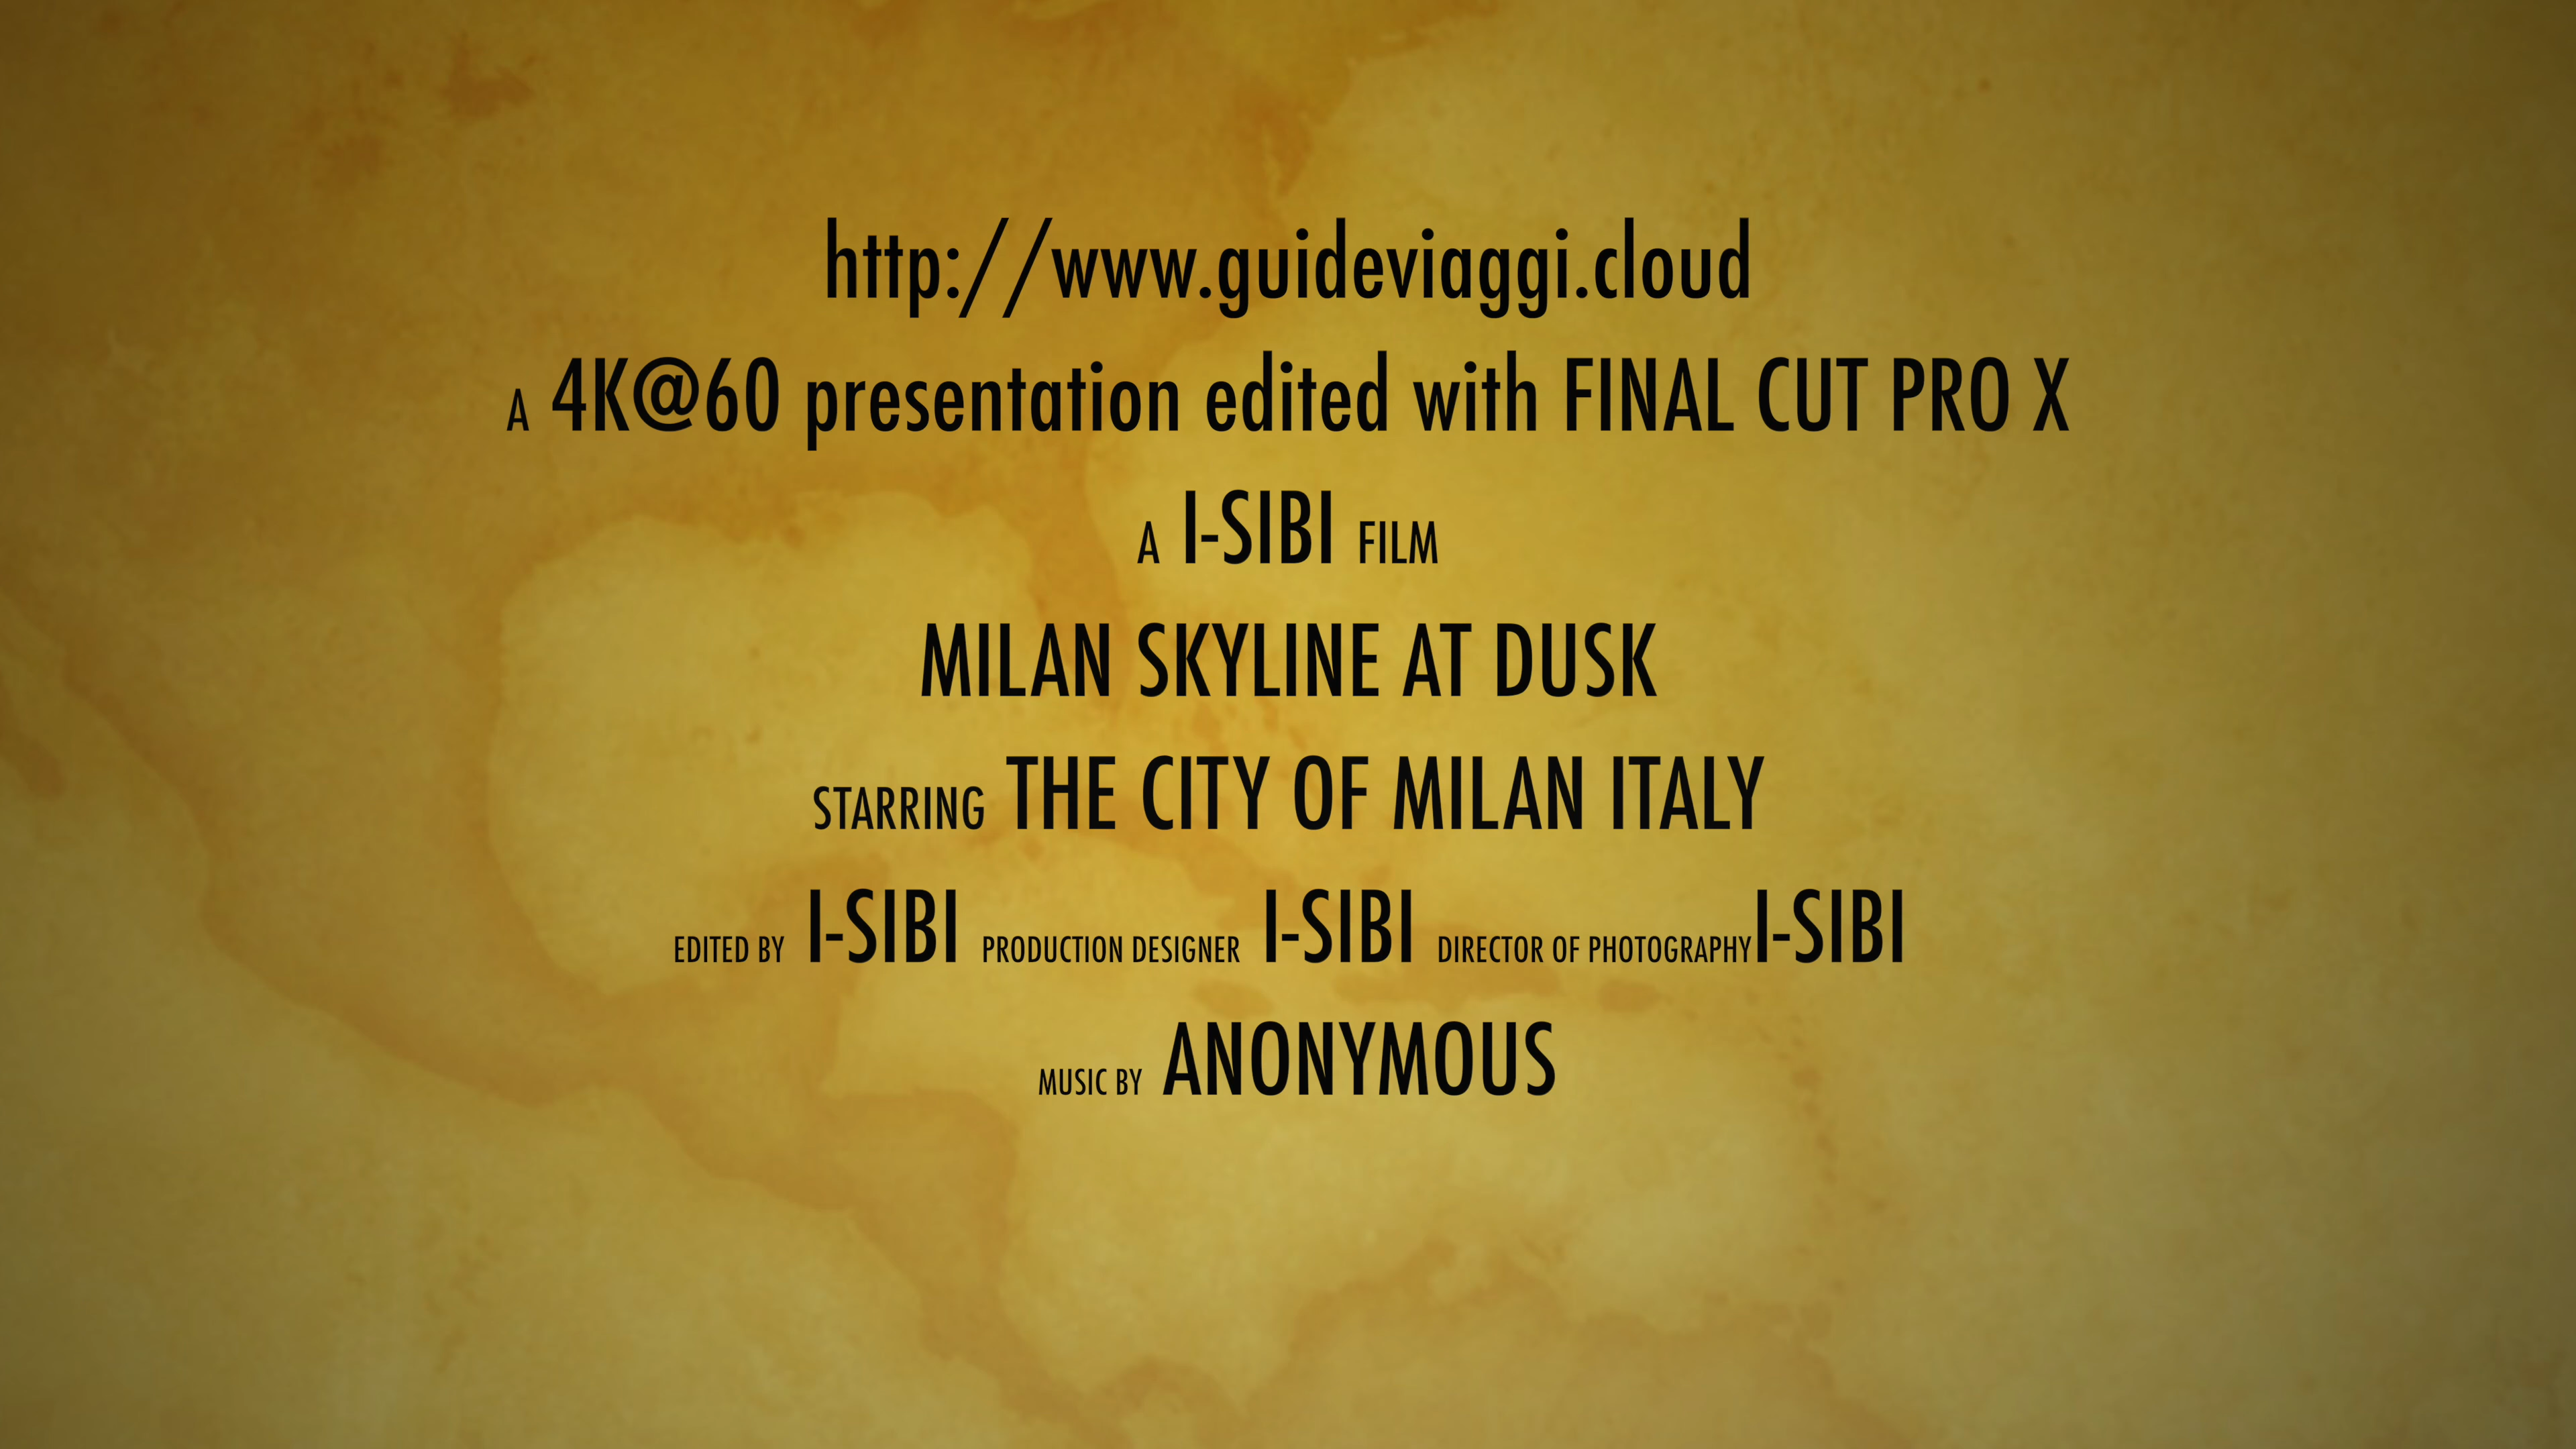 http://www.guideviaggi.cloud
A 4K@60 presentation edited with FINAL CUT PRO X
A I-SIBI FILM
MILAN SKYLINE AT DUSK
STARRING THE CITY OF MILAN ITALY
EDITED BY I-SIBI PRODUCTION DESIGNER I-SIBI DIRECTOR OF PHOTOGRAPHY I-SIBI
MUSIC BY ANONYMOUS